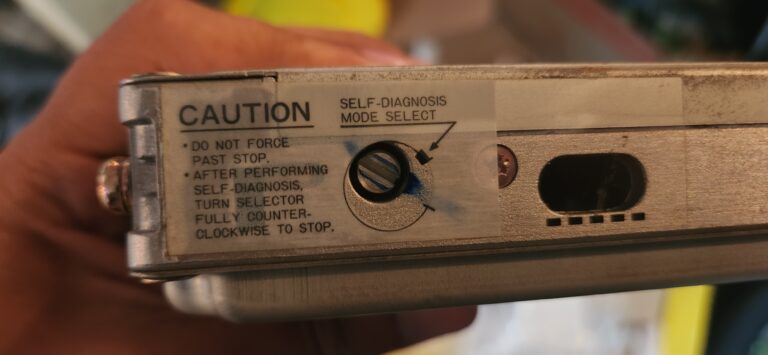 CAUTION
• DO NOT FORCE
PAST STOP.
• AFTER PERFORMING
SELF-DIAGNOSIS,
TURN SELECTOR
FULLY COUNTER-
CLOCKWISE TO STOP.
SELF-DIAGNOSIS
MODE SELECT